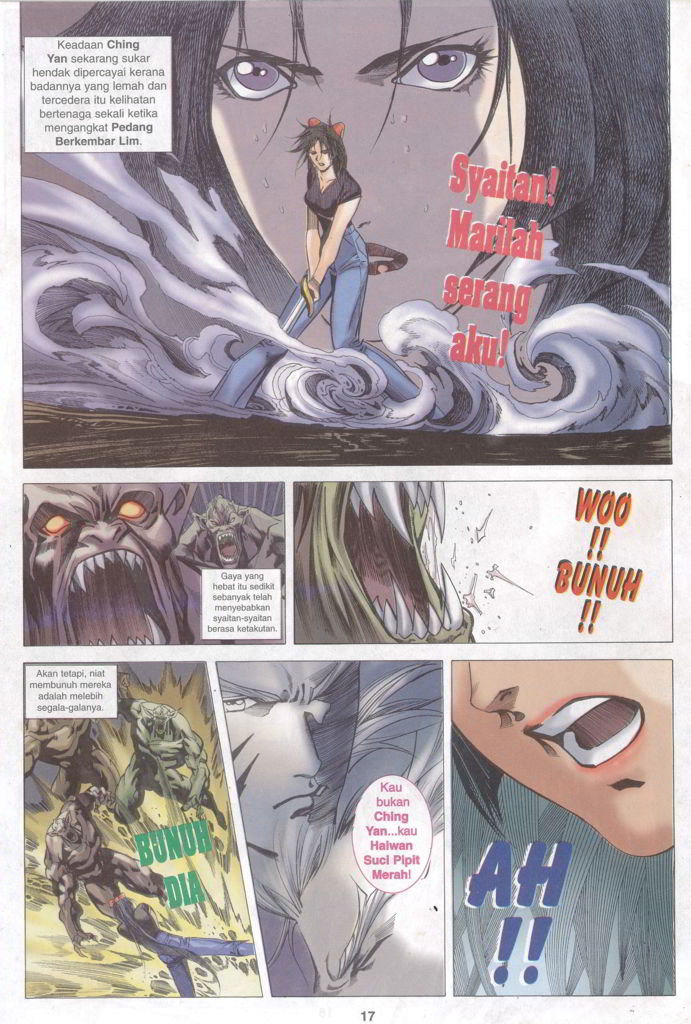 Keadaan Ching
Yan sekarang sukar
hendak dipercayai kerana
badannya yang lemah dan
tercedera itu kelihatan
bertenaga sekali ketika
mengangkat Pedang
Berkembar Lim.
Syaitan!
Marilah
serang
aku!
Gaya yang
hebat itu sedikit
sebanyak telah
menyebabkan
syaitan-syaitan
berasa ketakutan.
WOO
!!
BUNUH
!!
Akan tetapi, niat
membunuh mereka
adalah melebih
segala-galanya.
BUNUH
DIA
Kau
bukan
Ching
Yan...kau
Haiwan
Suci Pipit
Merah!
AH
!!
17